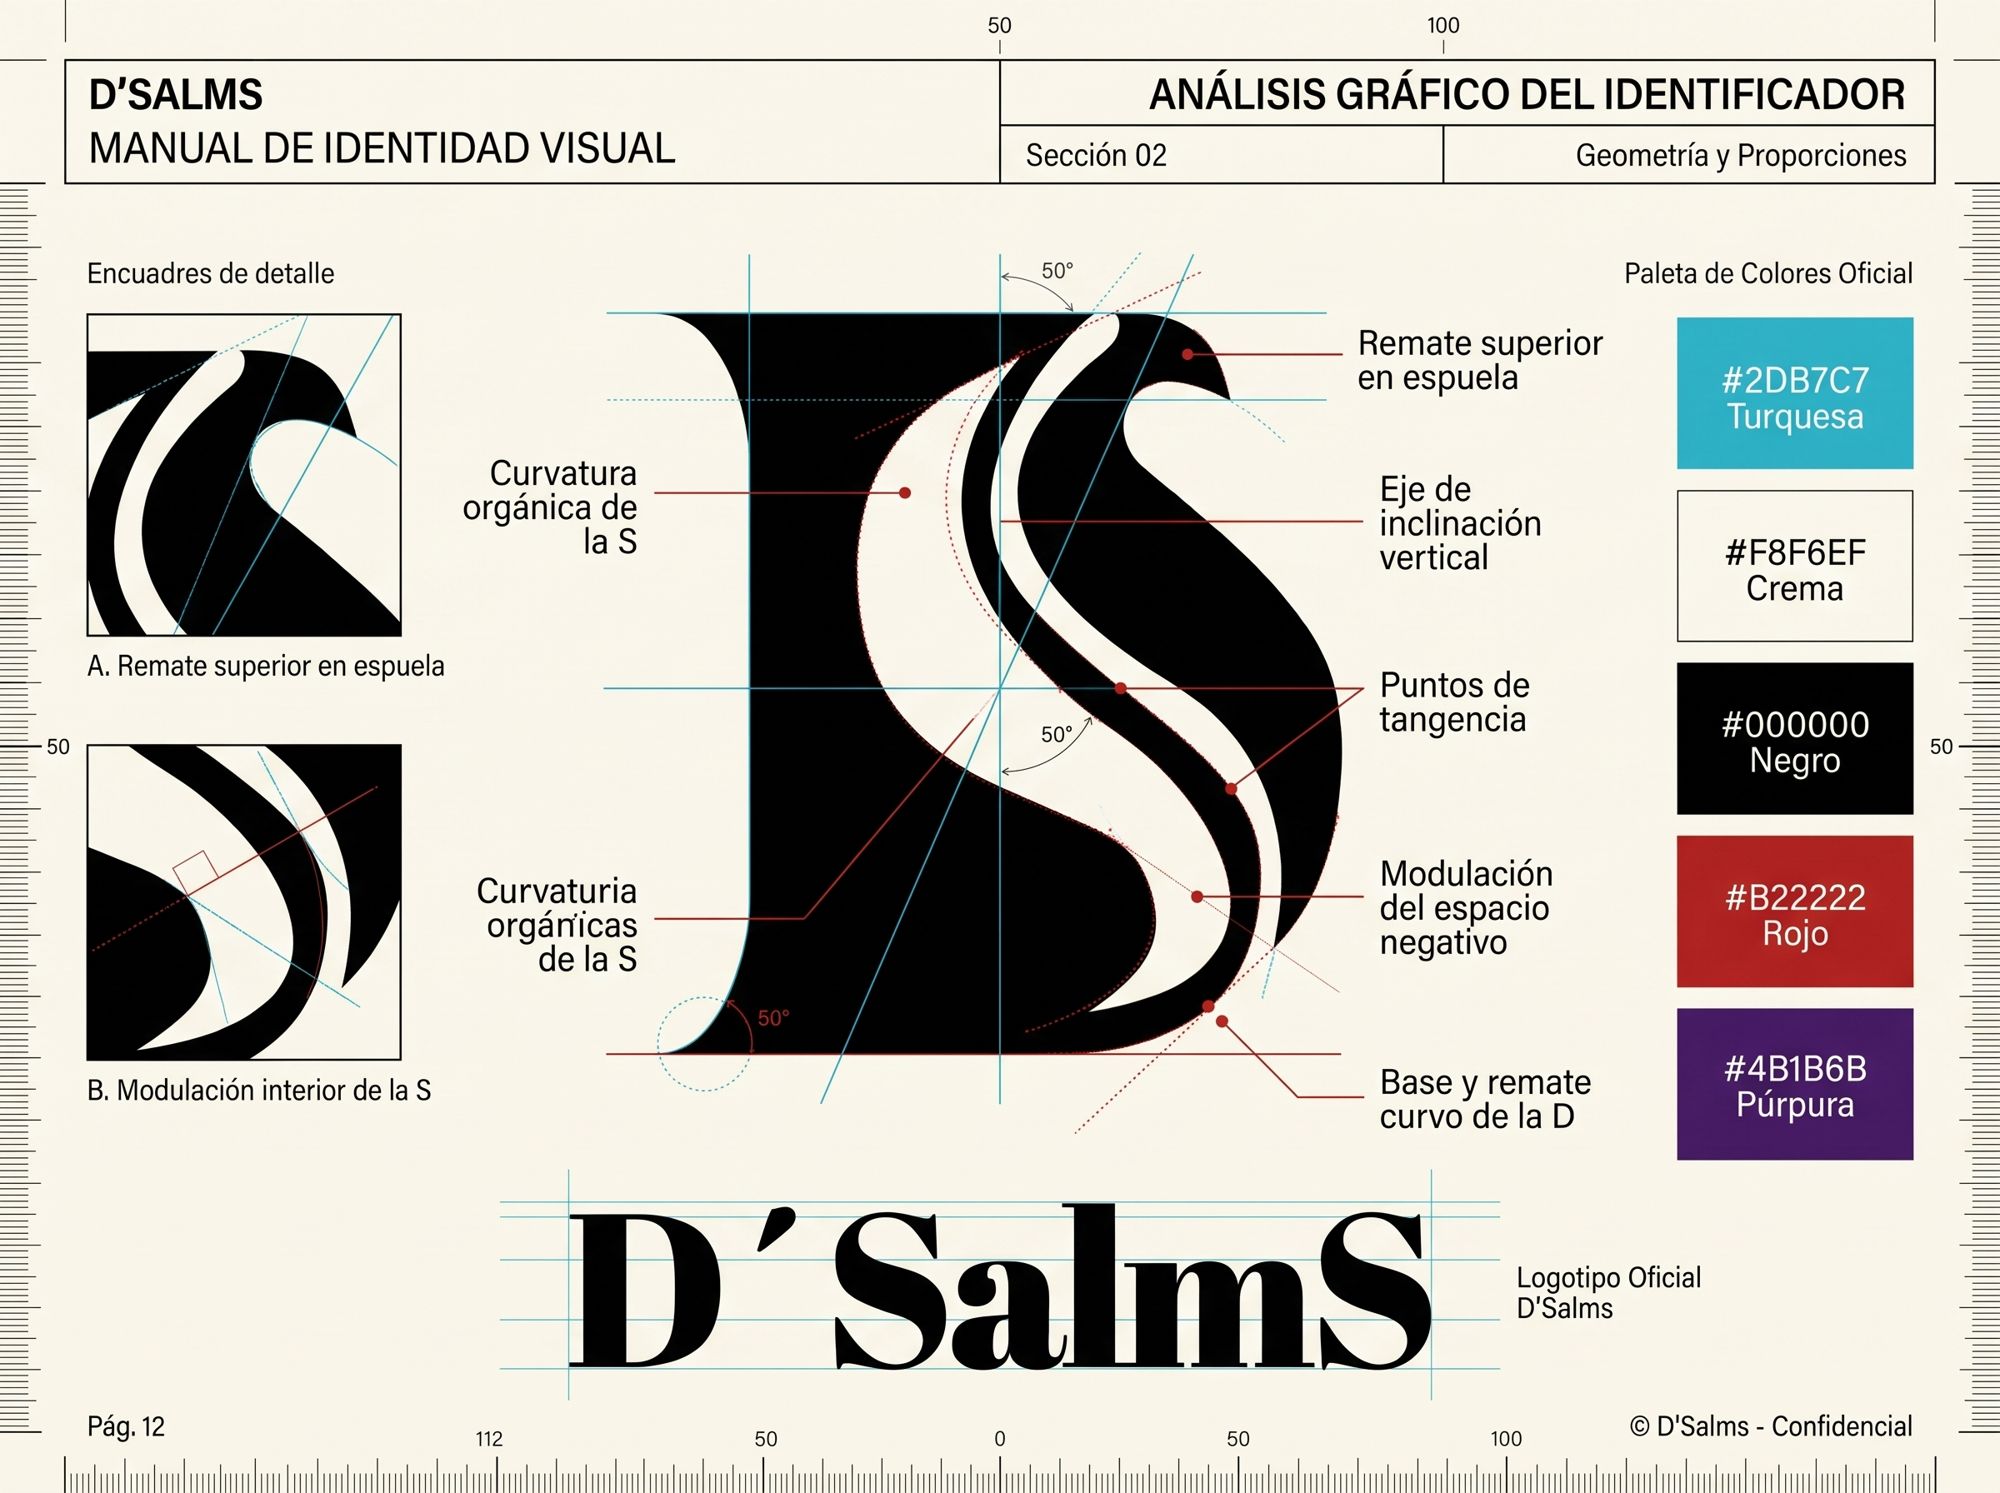 50
100
D'SALMS
MANUAL DE IDENTIDAD VISUAL
ANÁLISIS GRÁFICO DEL IDENTIFICADOR
Sección 02
Geometría y Proporciones
Encuadres de detalle
A. Remate superior en espuela
50
B. Modulación interior de la S
50°
Curvatura
orgánica de
la S
50°
Curvaturia
orgánicas
de la S
50°
Remate superior
en espuela
Eje de
inclinación
vertical
Puntos de
tangencia
Modulación
del espacio
negativo
Base y remate
curvo de la D
Paleta de Colores Oficial
#2DB7C7
Turquesa
#F8F6EF
Crema
#000000
Negro
50
#B22222
Rojo
#4B1B6B
Púrpura
D´SalmS
Logotipo Oficial
D'Salms
Pág. 12
© D'Salms - Confidencial
112
50
0
50
100